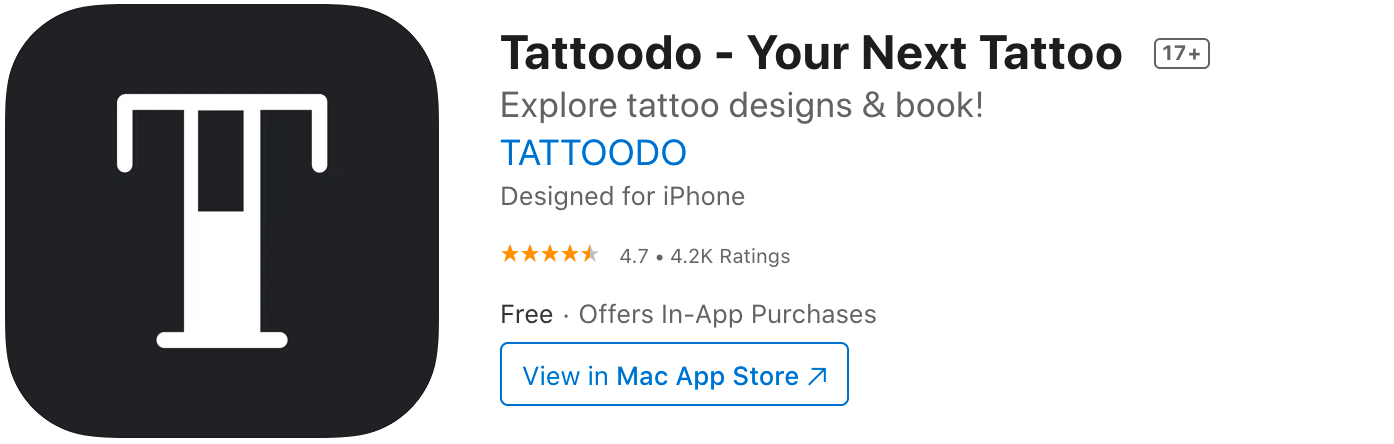 T
Tattoodo - Your Next Tattoo 17+
Explore tattoo designs & book!
TATTOODO
Designed for iPhone
4.7 • 4.2K Ratings
Free · Offers In-App Purchases
View in Mac App Store ↗